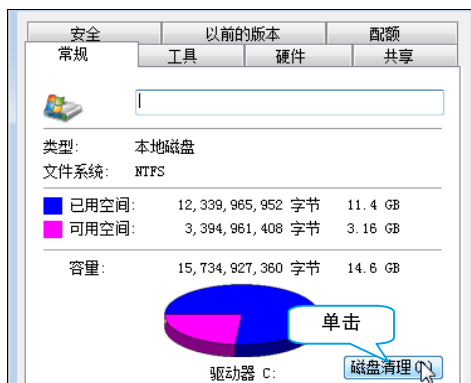 安全 以前的版本 配额
常规 工具 硬件 共享
类型: 本地磁盘
文件系统: NTFS
已用空间: 12,339,965,952 字节 11.4 GB
可用空间: 3,394,961,408 字节 3.16 GB
容量: 15,734,927,360 字节 14.6 GB
单击
驱动器 C: 磁盘清理